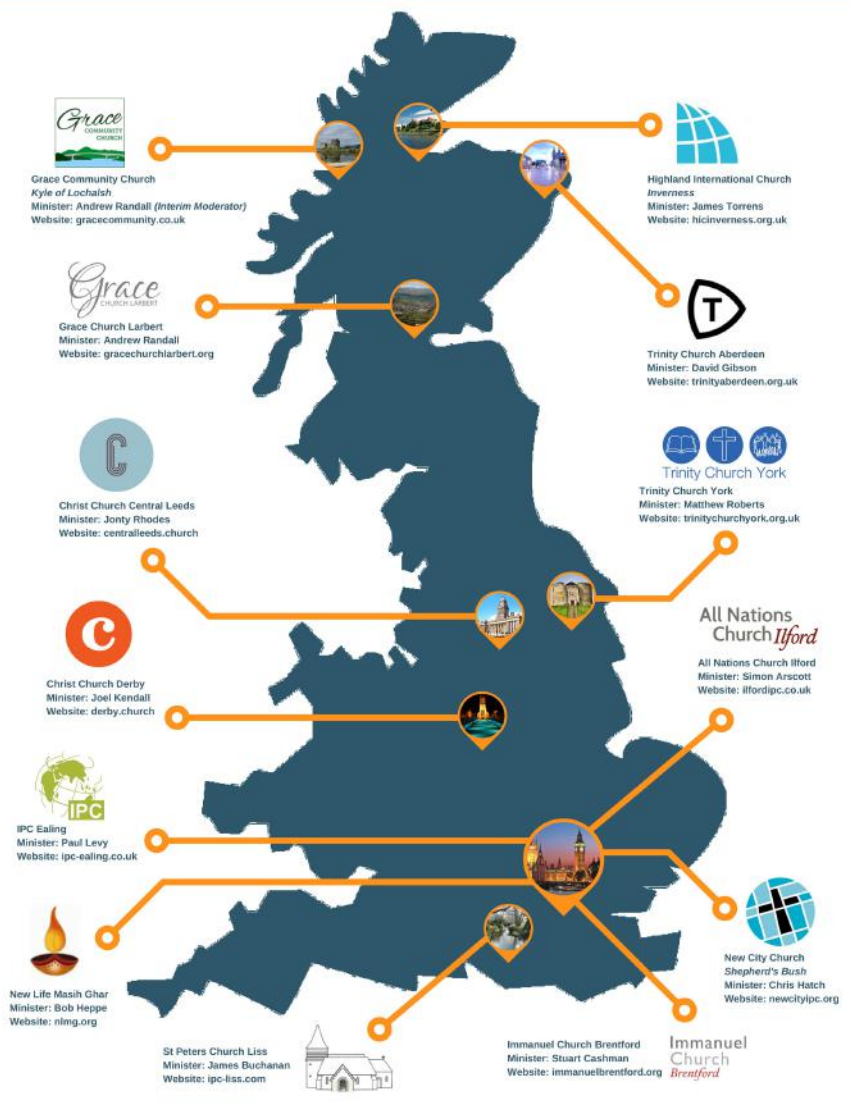 Grace
COMMUNITY
CHURCH
Grace Community Church
Kyle of Lochalsh
Minister: Andrew Randall (Interim Moderator)
Website: gracecommunity.co.uk
Highland International Church
Inverness
Minister: James Torrens
Website: hicinverness.org.uk
Grace
CHURCH LARBERT
Grace Church Larbert
Minister: Andrew Randall
Website: gracechurchlarbert.org
T
Trinity Church Aberdeen
Minister: David Gibson
Website: trinityaberdeen.org.uk
C
Christ Church Central Leeds
Minister: Jonty Rhodes
Website: centralleeds.church
Trinity Church York
Trinity Church York
Minister: Matthew Roberts
Website: trinitychurchyork.org.uk
C
Christ Church Derby
Minister: Joel Kendall
Website: derby.church
All Nations
Church Ilford
All Nations Church Ilford
Minister: Simon Arscott
Website: ilfordipc.co.uk
IPC
IPC Ealing
Minister: Paul Levy
Website: ipc-ealing.co.uk
New Life Masih Ghar
Minister: Bob Heppe
Website: nlmg.org
New City Church
Shepherd's Bush
Minister: Chris Hatch
Website: newcityipc.org
St Peters Church Liss
Minister: James Buchanan
Website: ipc-liss.com
Immanuel Church Brentford
Minister: Stuart Cashman
Website: immanuelbrentford.org
Immanuel
Church
Brentford